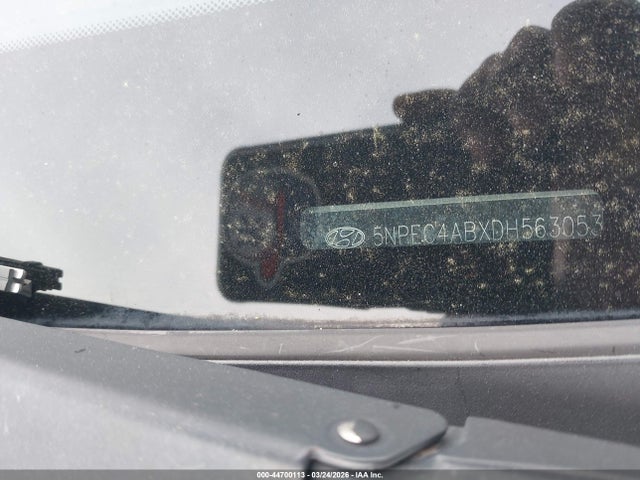 5NPEC4ABXDH563053
000-44700113 - 03/24/2026 - IAA Inc.